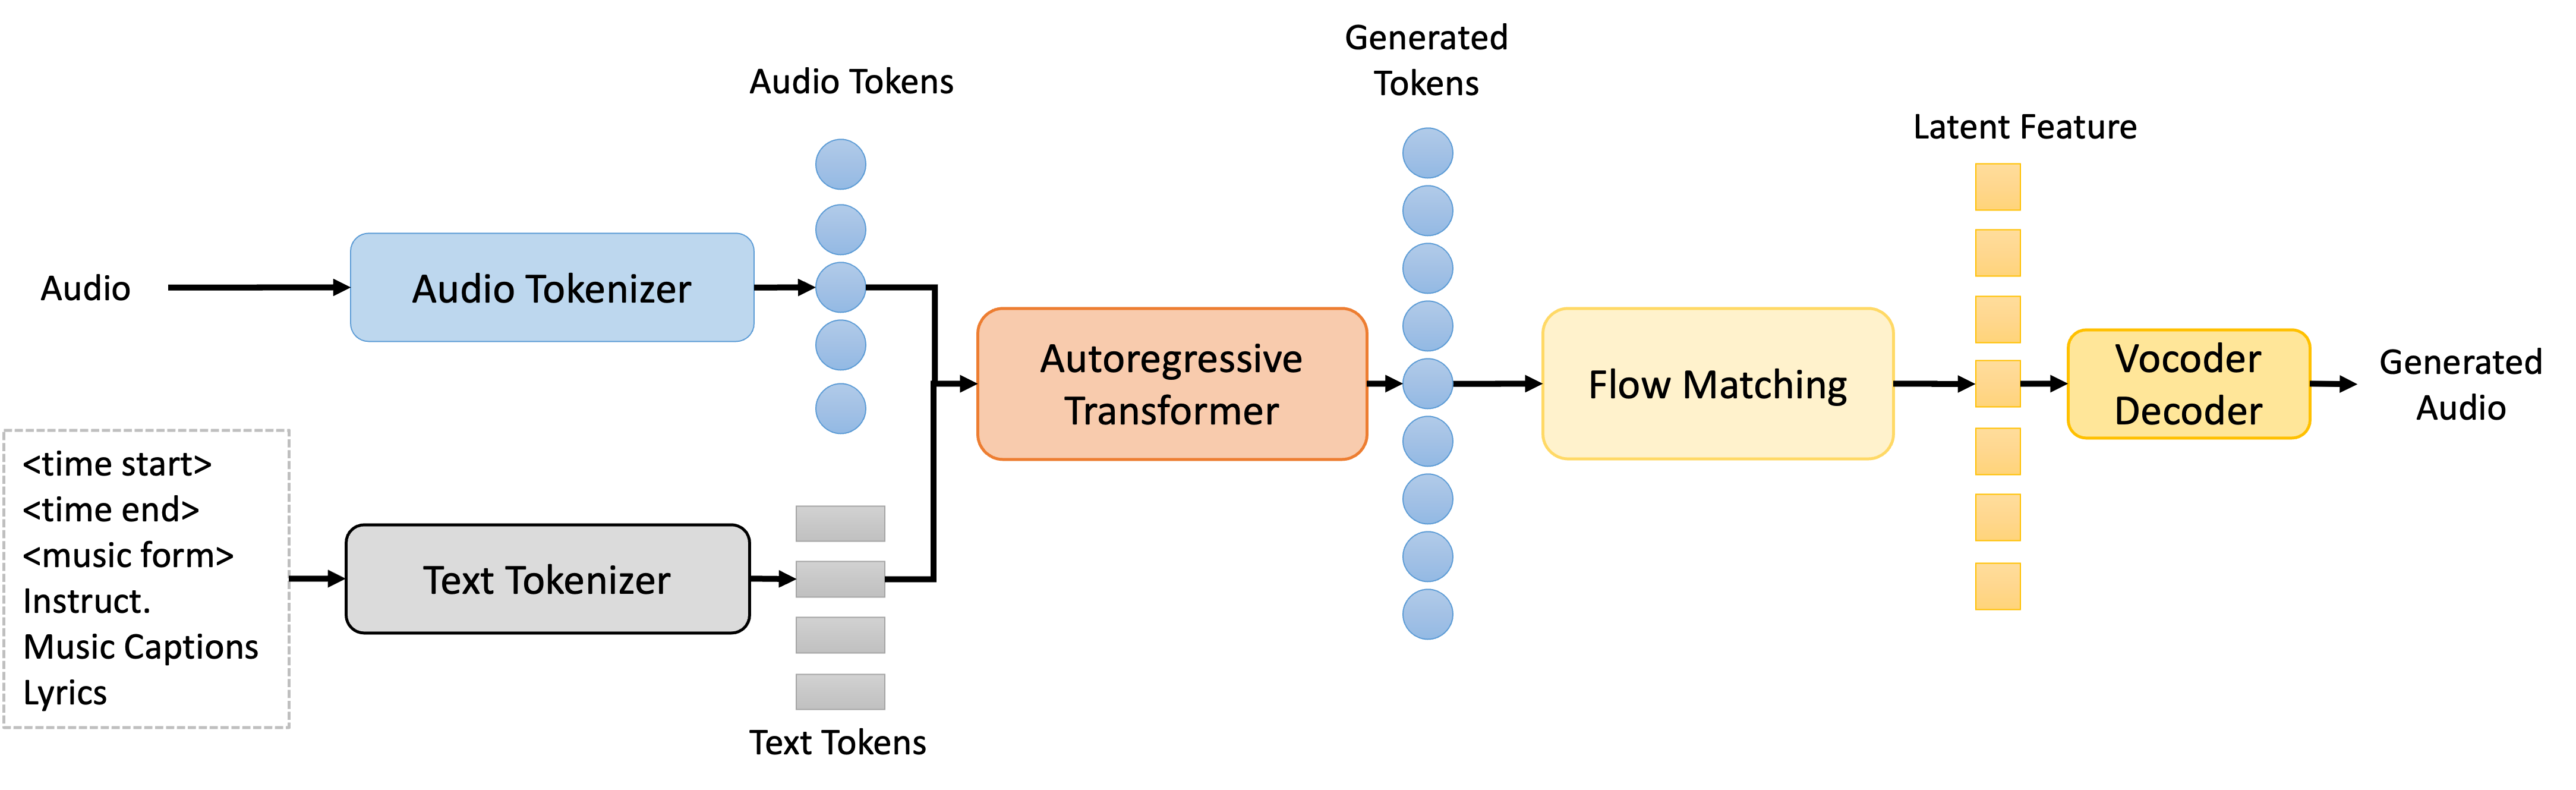 Audio
Audio Tokenizer
Audio Tokens
<time start>
<time end>
<music form>
Instruct.
Music Captions
Lyrics
Text Tokenizer
Text Tokens
Autoregressive
Transformer
Generated
Tokens
Flow Matching
Latent Feature
Vocoder
Decoder
Generated
Audio